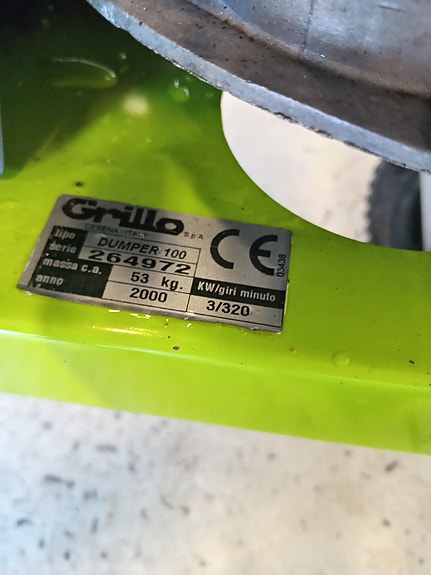 Grillo
CESENA - ITALY S.p.A.
tipo DUMPER 100
serie 264972
massa c.a. 53 kg. KW/giri minuto
anno 2000 3/320
CE
03438